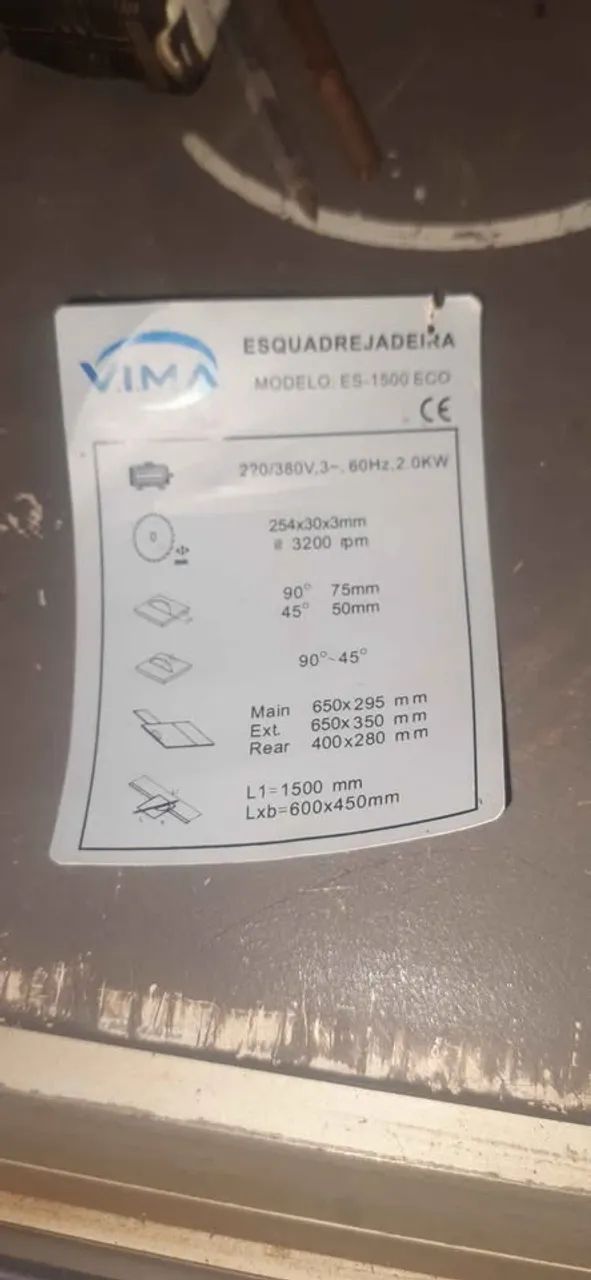 VIMA
ESQUADREJADEIRA
MODELO: ES-1500 ECO
CE
220/380V,3~, 60Hz, 2.0KW
254x30x3mm
ø 3200 rpm
90° 75mm
45° 50mm
90°~45°
Main 650x295 mm
Ext. 650x350 mm
Rear 400x280 mm
L1=1500 mm
Lxb=600x450mm